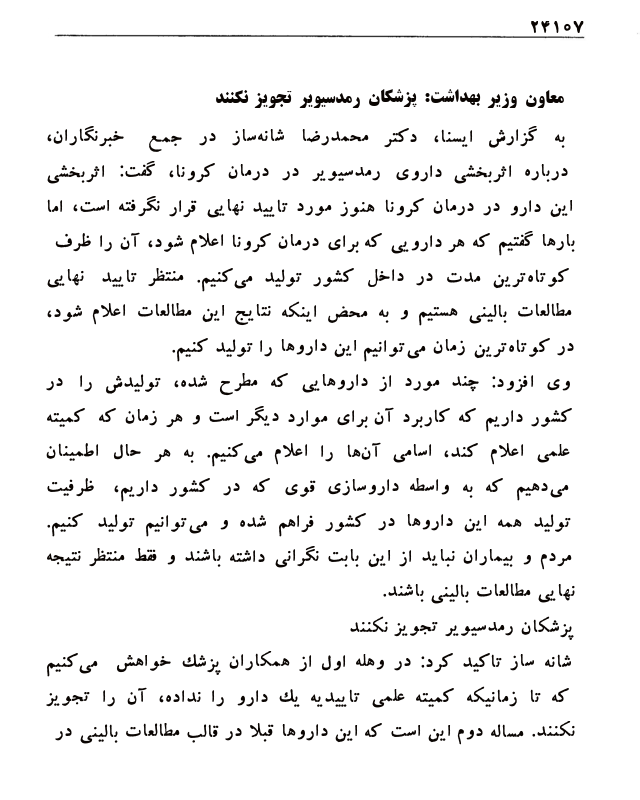 ۲۴۱۰۷
معاون وزیر بهداشت: پزشکان رمدسیویر تجویز نکنند
به گزارش ایسنا، دکتر محمدرضا شانه‌ساز در جمع خبرنگاران،
درباره اثربخشی داروی رمدسیویر در درمان کرونا، گفت: اثربخشی
این دارو در درمان کرونا هنوز مورد تایید نهایی قرار نگرفته است، اما
بارها گفتیم که هر دارویی که برای درمان کرونا اعلام شود، آن را ظرف
کوتاه‌ترین مدت در داخل کشور تولید می‌کنیم. منتظر تایید نهایی
مطالعات بالینی هستیم و به محض اینکه نتایج این مطالعات اعلام شود،
در کوتاه‌ترین زمان می‌توانیم این داروها را تولید کنیم.
وی افزود: چند مورد از داروهایی که مطرح شده، تولیدش را در
کشور داریم که کاربرد آن برای موارد دیگر است و هر زمان که کمیته
علمی اعلام کند، اسامی آن‌ها را اعلام می‌کنیم. به هر حال اطمینان
می‌دهیم که به واسطه داروسازی قوی که در کشور داریم، ظرفیت
تولید همه این داروها در کشور فراهم شده و می‌توانیم تولید کنیم.
مردم و بیماران نباید از این بابت نگرانی داشته باشند و فقط منتظر نتیجه
نهایی مطالعات بالینی باشند.
پزشکان رمدسیویر تجویز نکنند
شانه ساز تاکید کرد: در وهله اول از همکاران پزشك خواهش می‌کنیم
که تا زمانیکه کمیته علمی تاییدیه یك دارو را نداده، آن را تجویز
نکنند. مساله دوم این است که این داروها قبلا در قالب مطالعات بالینی در